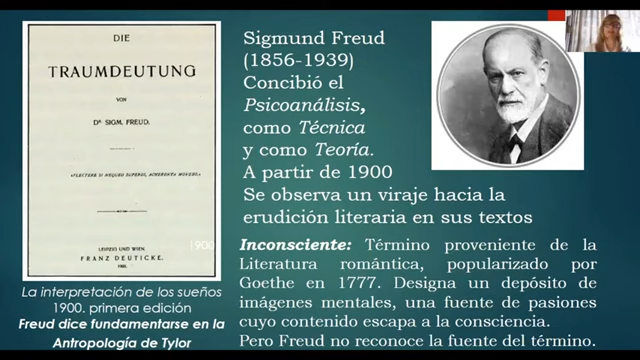 DIE
TRAUMDEUTUNG
VON
DR. SIGM. FREUD.
«FLECTERE SI NEQUEO SUPEROS, ACHERONTA MOVEBO»
LEIPZIG UND WIEN.
FRANZ DEUTICKE.
1900.
1900
La interpretación de los sueños
1900. primera edición
Freud dice fundamentarse en la
Antropología de Tylor
Sigmund Freud
(1856-1939)
Concibió el
Psicoanálisis,
como Técnica
y como Teoría.
A partir de 1900
Se observa un viraje hacia la
erudición literaria en sus textos
Inconsciente: Término proveniente de la
Literatura romántica, popularizado por
Goethe en 1777. Designa un depósito de
imágenes mentales, una fuente de pasiones
cuyo contenido escapa a la consciencia.
Pero Freud no reconoce la fuente del término.